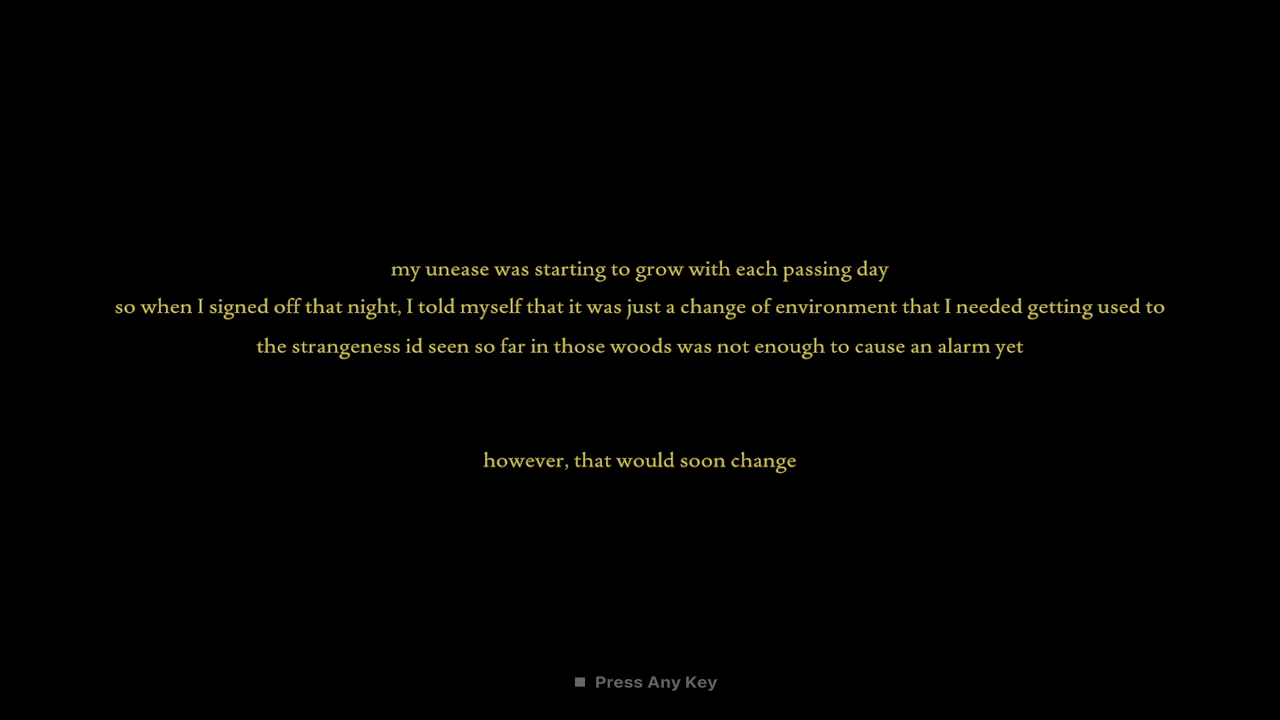 my unease was starting to grow with each passing day
so when I signed off that night, I told myself that it was just a change of environment that I needed getting used to
the strangeness id seen so far in those woods was not enough to cause an alarm yet
however, that would soon change
Press Any Key